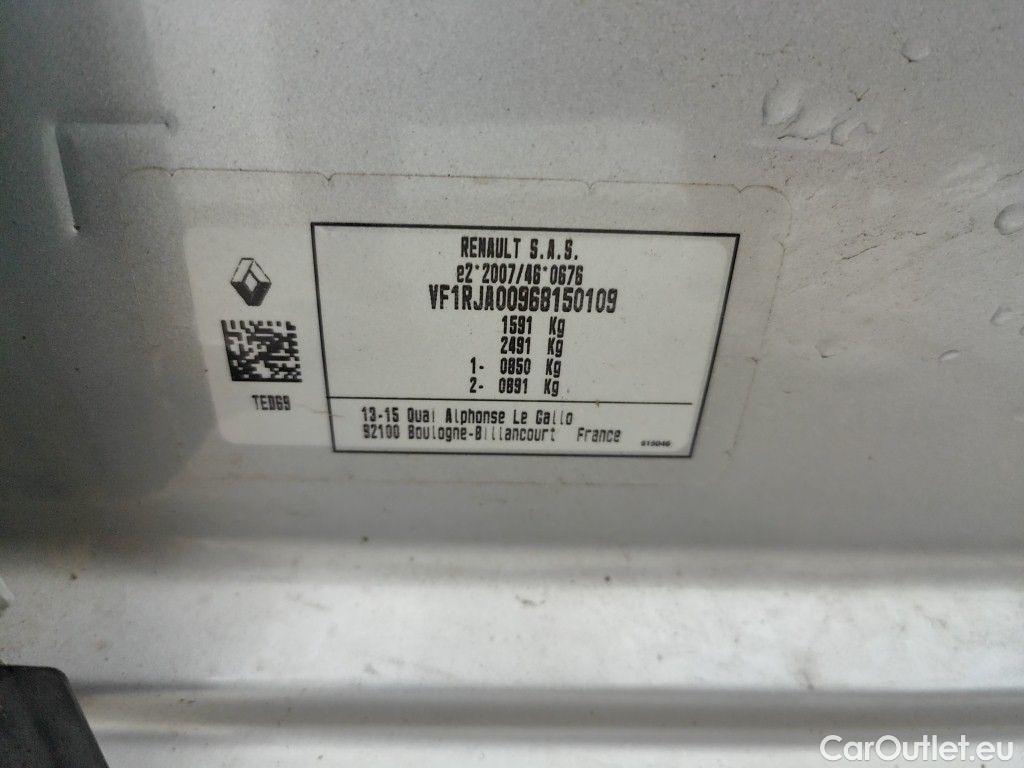 RENAULT S.A.S.
e2*2007/46*0676
VF1RJA00968150109
1591 Kg
2491 Kg
1- 0850 Kg
2- 0891 Kg
TED69
13-15 Quai Alphonse Le Gallo
92100 Boulogne-Billancourt France
CarOutlet.eu